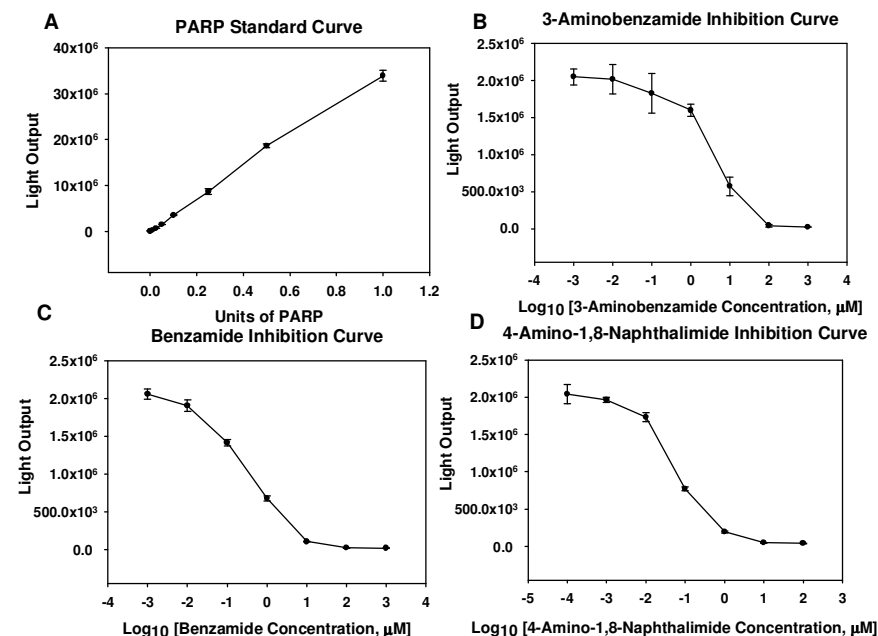 A
PARP Standard Curve
40x10⁶
30x10⁶
20x10⁶
10x10⁶
0
Light Output
0.0 0.2 0.4 0.6 0.8 1.0 1.2
Units of PARP
B
3-Aminobenzamide Inhibition Curve
2.5x10⁶
2.0x10⁶
1.5x10⁶
1.0x10⁶
500.0x10³
0.0
Light Output
-4 -3 -2 -1 0 1 2 3 4
Log10 [3-Aminobenzamide Concentration, μM]
C
Benzamide Inhibition Curve
2.5x10⁶
2.0x10⁶
1.5x10⁶
1.0x10⁶
500.0x10³
0.0
Light Output
-4 -3 -2 -1 0 1 2 3 4
Log10 [Benzamide Concentration, μM]
D
4-Amino-1,8-Naphthalimide Inhibition Curve
2.5x10⁶
2.0x10⁶
1.5x10⁶
1.0x10⁶
500.0x10³
0.0
Light Output
-5 -4 -3 -2 -1 0 1 2 3
Log10 [4-Amino-1,8-Naphthalimide Concentration, μM]